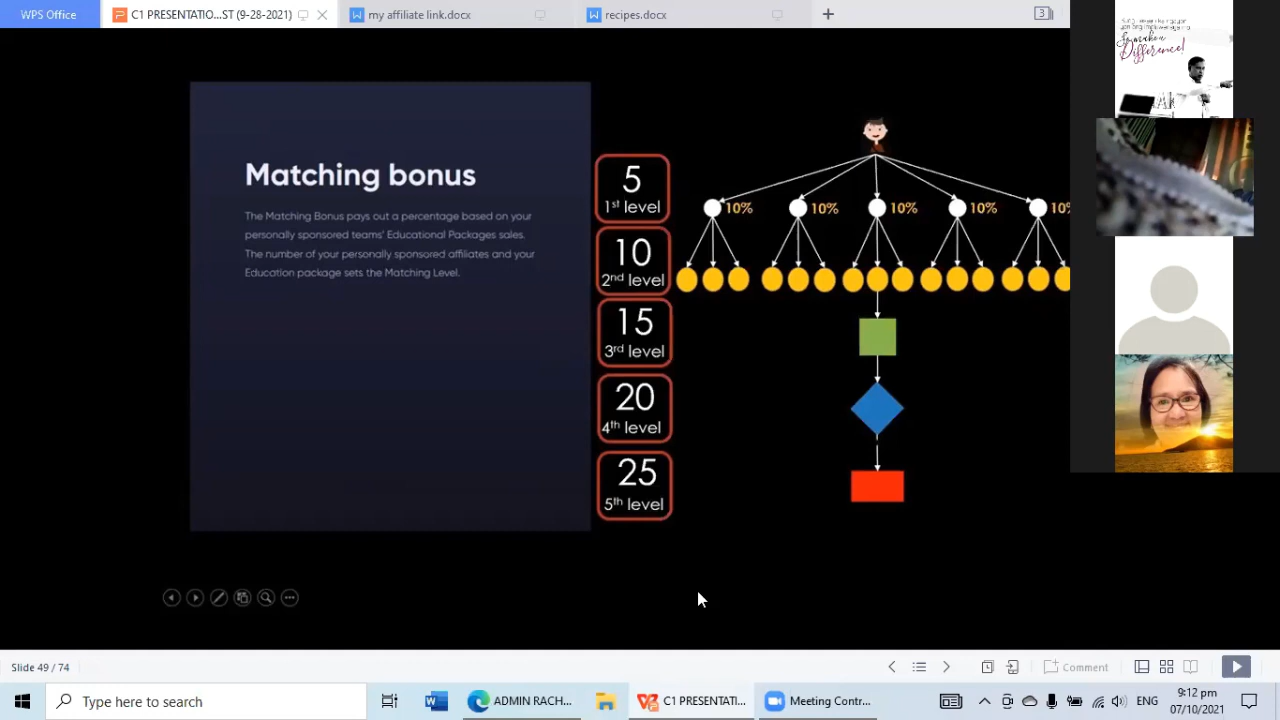 WPS Office
C1 PRESENTATIO...ST (9-28-2021)
my affiliate link.docx
recipes.docx
3
Difference!
Matching bonus
The Matching Bonus pays out a percentage based on your
personally sponsored teams' Educational Packages sales.
The number of your personally sponsored affiliates and your
Education package sets the Matching Level.
5
1st level
10
2nd level
15
3rd level
20
4th level
25
5th level
10%
10%
10%
10%
10%
Slide 49 / 74
Comment
Type here to search
ADMIN RACH...
C1 PRESENTATI...
Meeting Contr...
ENG
9:12 pm
07/10/2021